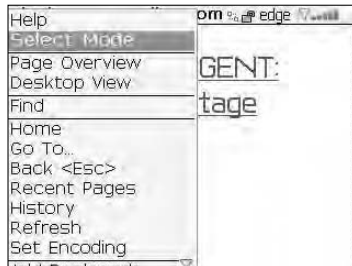 Help
Select Mode
Page Overview
Desktop View
Find
Home
Go To...
Back <Esc>
Recent Pages
History
Refresh
Set Encoding
om edge
GENT:
tage